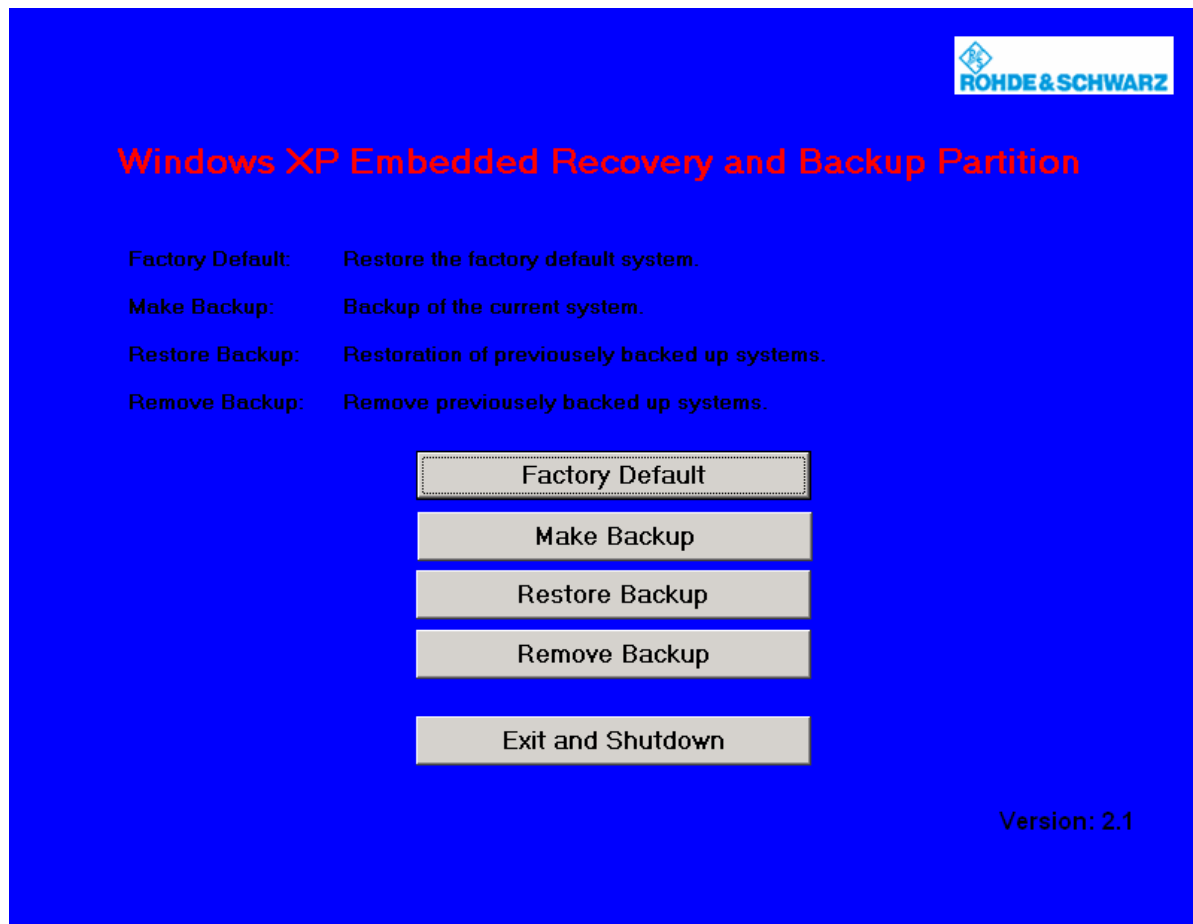 R&S
ROHDE & SCHWARZ
Windows XP Embedded Recovery and Backup Partition
Factory Default: Restore the factory default system.
Make Backup: Backup of the current system.
Restore Backup: Restoration of previousely backed up systems.
Remove Backup: Remove previousely backed up systems.
Factory Default
Make Backup
Restore Backup
Remove Backup
Exit and Shutdown
Version: 2.1